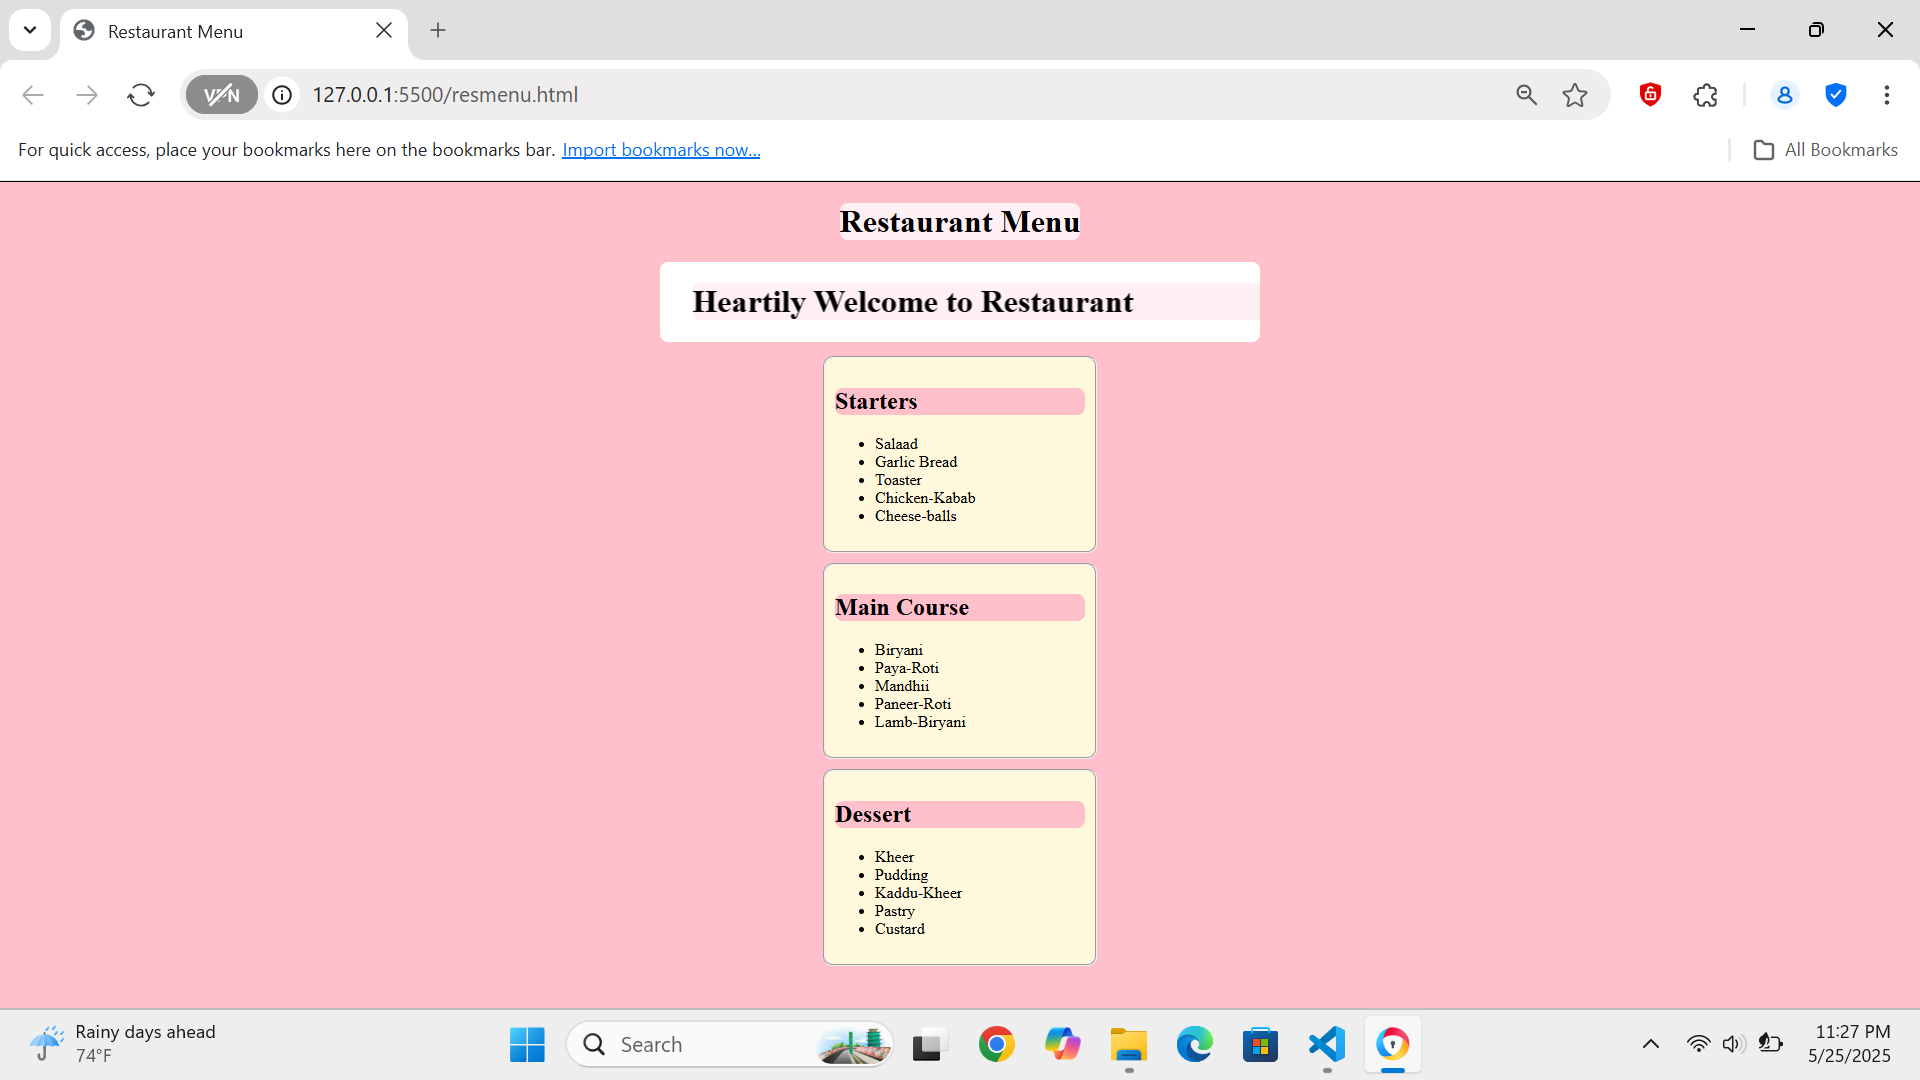 Restaurant Menu
VPN
127.0.0.1:5500/resmenu.html
For quick access, place your bookmarks here on the bookmarks bar. Import bookmarks now...
All Bookmarks
Restaurant Menu
Heartily Welcome to Restaurant
Starters
Salaad
Garlic Bread
Toaster
Chicken-Kabab
Cheese-balls
Main Course
Biryani
Paya-Roti
Mandhii
Paneer-Roti
Lamb-Biryani
Dessert
Kheer
Pudding
Kaddu-Kheer
Pastry
Custard
Rainy days ahead
74°F
Search
11:27 PM
5/25/2025